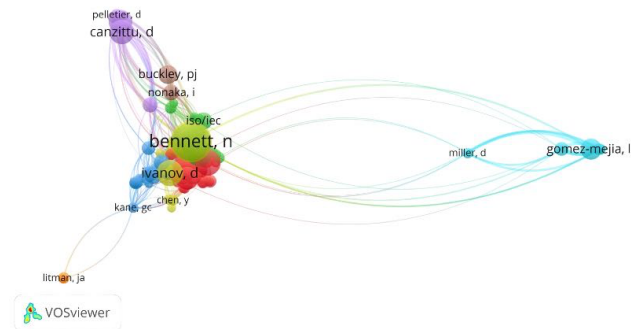 pelletier, d
canzittu, d
buckley, pj
nonaka, i
iso/iec
bennett, n
miller, d
gomez-mejia, l
ivanov, d
chen, y
kane, gc
litman, ja
VOSviewer